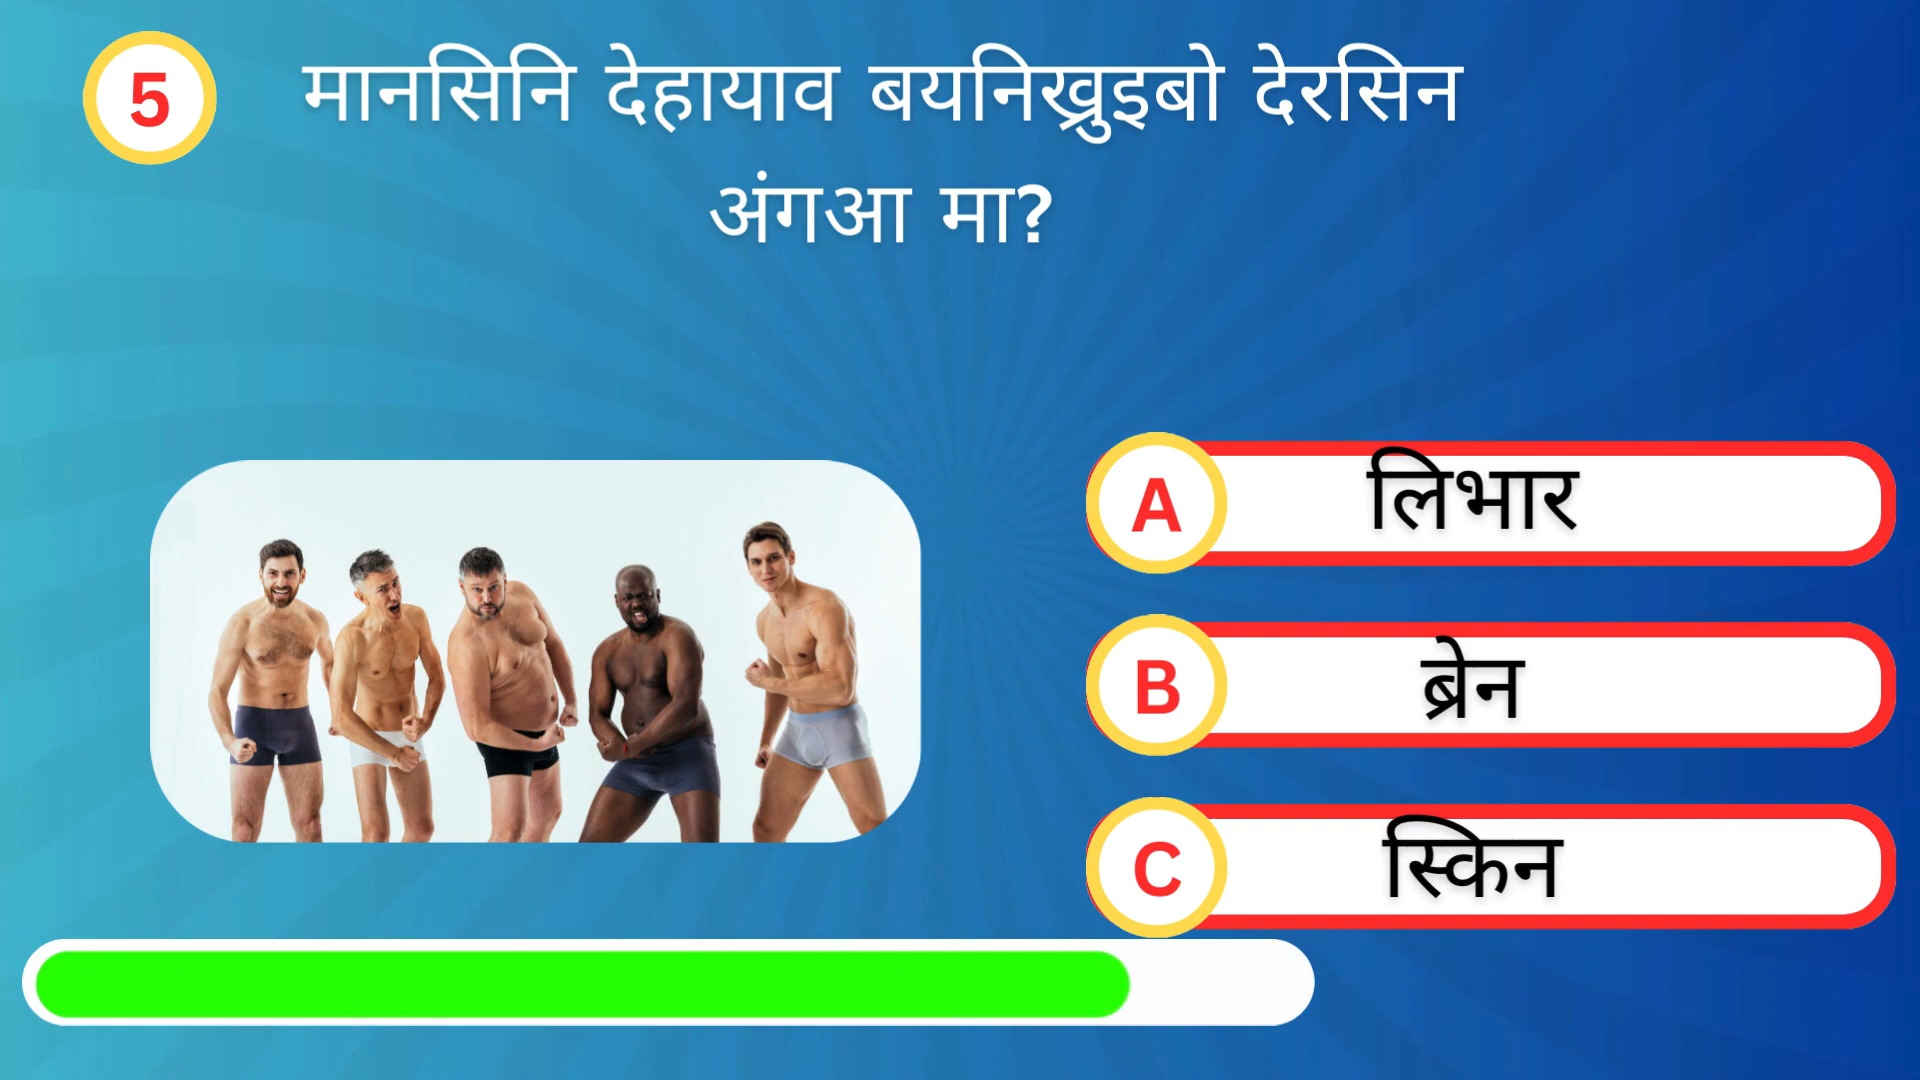 5
मानसिनि देहायाव बयनिख्रुइबो देरसिन
अंगआ मा?
A
लिभार
B
ब्रेन
C
स्किन